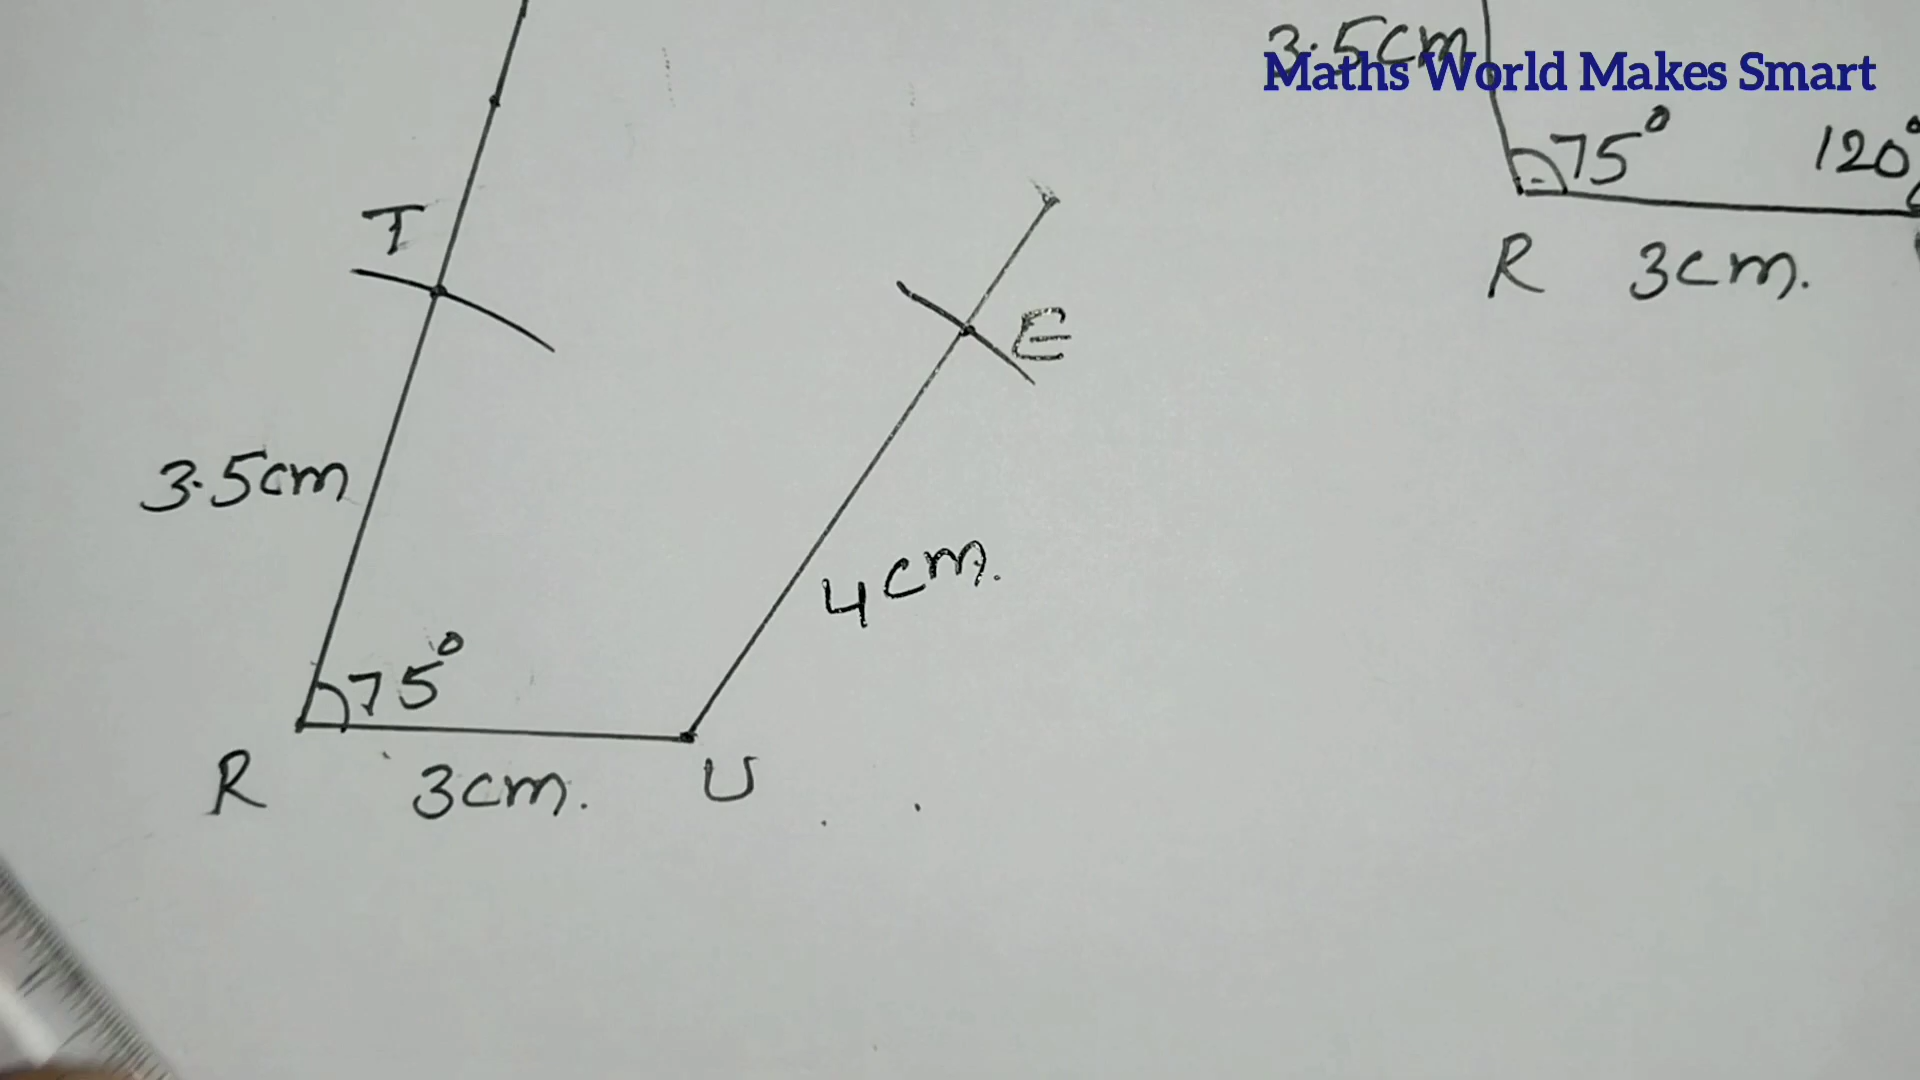 3.5cm
Maths World Makes Smart
75°
120°
R
3cm.
T
E
3.5cm
4cm.
75°
R
3cm.
U